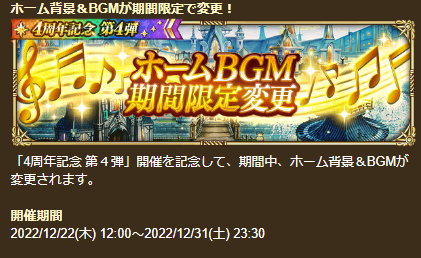 ホーム背景&BGMが期間限定で変更！
4周年記念 第4弾
ホームBGM
期間限定変更
「4周年記念 第４弾」開催を記念して、期間中、ホーム背景&BGMが
変更されます。
開催期間
2022/12/22(木) 12:00～2022/12/31(土) 23:30